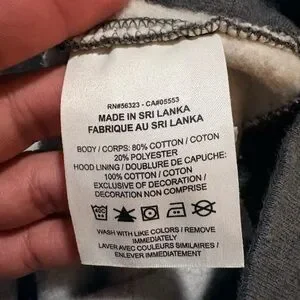 RN#56323 - CA#05553
MADE IN SRI LANKA
FABRIQUE AU SRI LANKA
BODY / CORPS: 80% COTTON / COTON
20% POLYESTER
HOOD LINING / DOUBLURE DE CAPUCHE:
100% COTTON / COTON
EXCLUSIVE OF DECORATION /
DECORATION NON COMPRISE
WASH WITH LIKE COLORS / REMOVE
IMMEDIATELY
LAVER AVEC COULEURS SIMILAIRES /
ENLEVER IMMEDIATEMENT